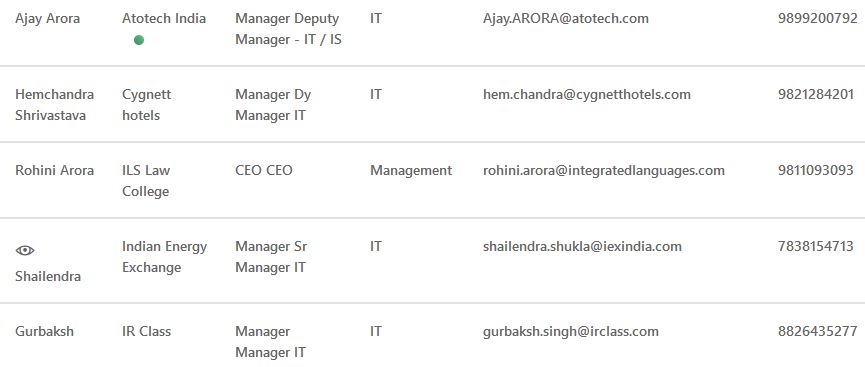 Ajay Arora Atotech India Manager Deputy IT Ajay.ARORA@atotech.com 9899200792
Manager - IT / IS
Hemchandra Cygnett Manager Dy IT hem.chandra@cygnetthotels.com 9821284201
Shrivastava hotels Manager IT
Rohini Arora ILS Law CEO CEO Management rohini.arora@integratedlanguages.com 9811093093
College
Indian Energy Manager Sr IT shailendra.shukla@iexindia.com 7838154713
Shailendra Exchange Manager IT
Gurbaksh IR Class Manager IT gurbaksh.singh@irclass.com 8826435277
Manager IT